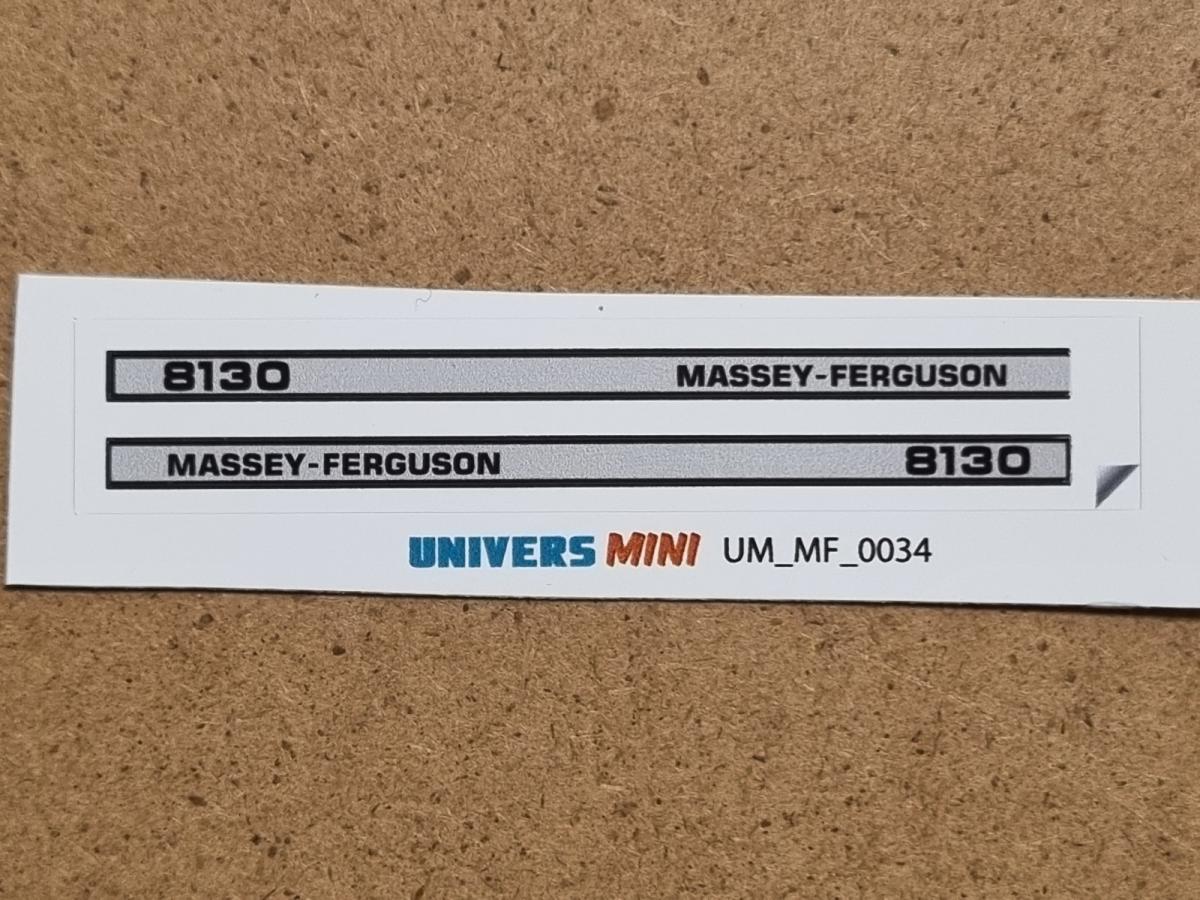 8130 MASSEY-FERGUSON
MASSEY-FERGUSON 8130
UNIVERS MINI UM_MF_0034